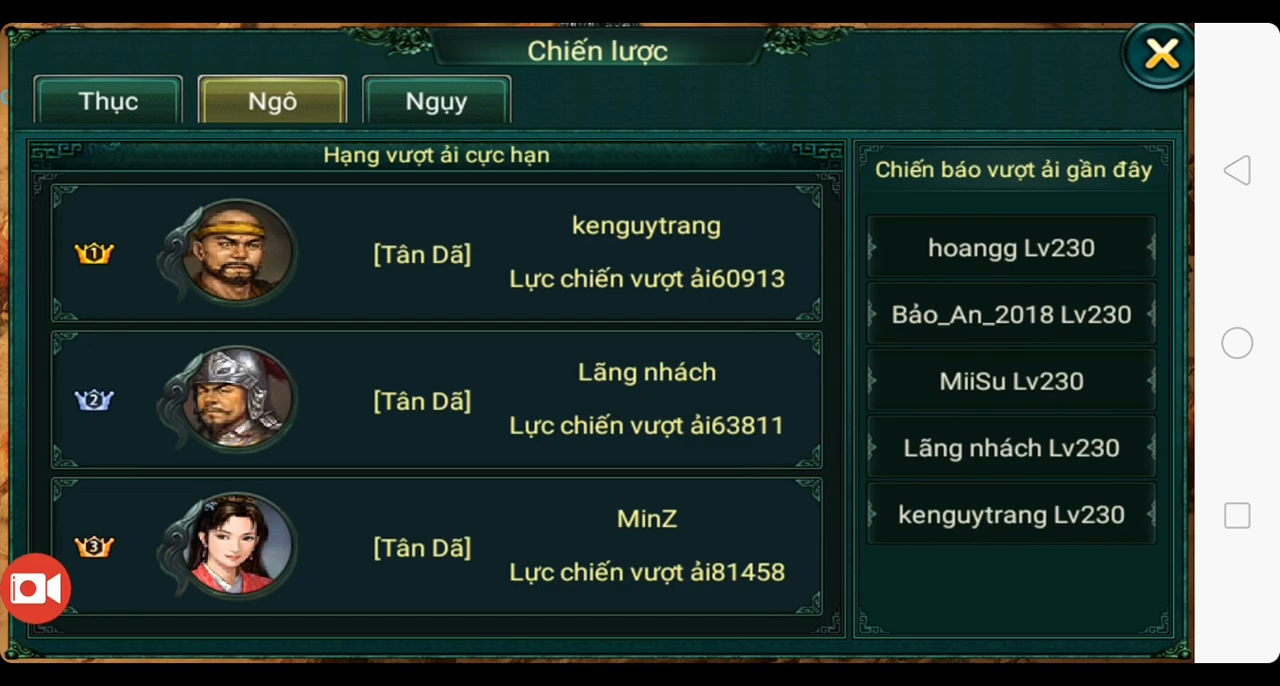 Chiến lược
Thục
Ngô
Ngụy
Hạng vượt ải cực hạn
1
[Tân Dã]
kenguytrang
Lực chiến vượt ải60913
2
[Tân Dã]
Lãng nhách
Lực chiến vượt ải63811
3
[Tân Dã]
MinZ
Lực chiến vượt ải81458
Chiến báo vượt ải gần đây
hoangg Lv230
Bảo_An_2018 Lv230
MiiSu Lv230
Lãng nhách Lv230
kenguytrang Lv230